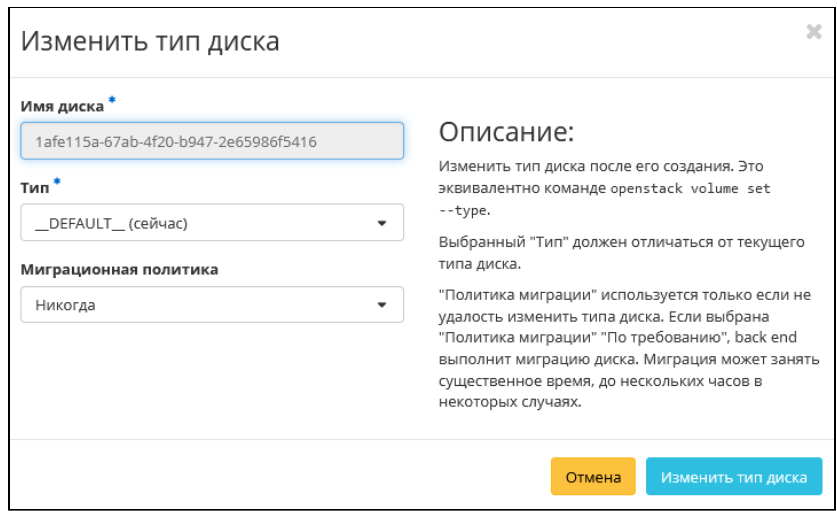 Изменить тип диска
Имя диска *
1afe115a-67ab-4f20-b947-2e65986f5416
Тип *
__DEFAULT__ (сейчас)
Миграционная политика
Никогда
Описание:
Изменить тип диска после его создания. Это
эквивалентно команде openstack volume set
--type.
Выбранный "Тип" должен отличаться от текущего
типа диска.
"Политика миграции" используется только если не
удалость изменить типа диска. Если выбрана
"Политика миграции" "По требованию", back end
выполнит миграцию диска. Миграция может занять
существенное время, до нескольких часов в
некоторых случаях.
Отмена
Изменить тип диска